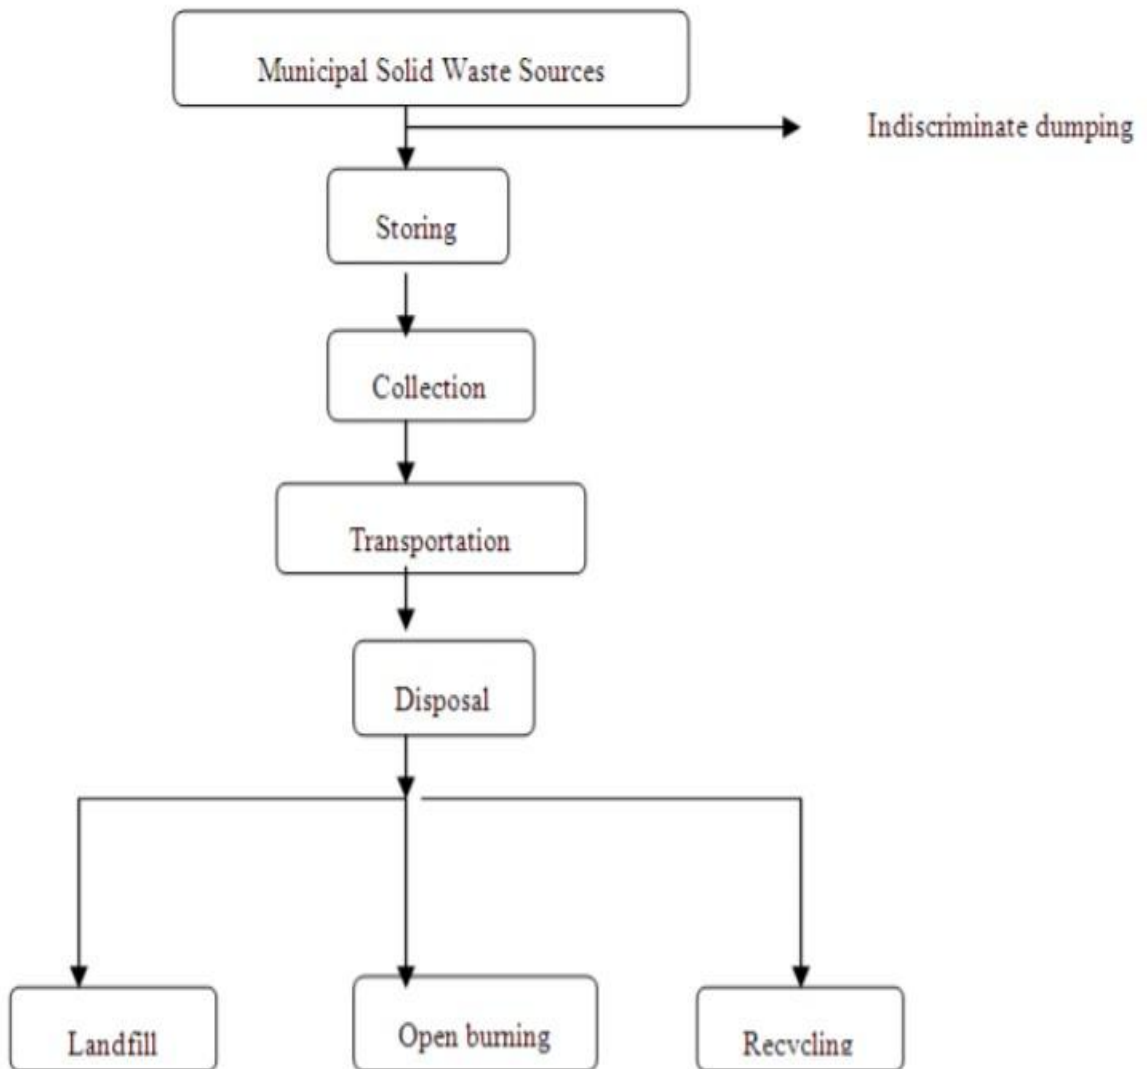 Municipal Solid Waste Sources
Indiscriminate dumping
Storing
Collection
Transportation
Disposal
Landfill
Open burning
Recycling